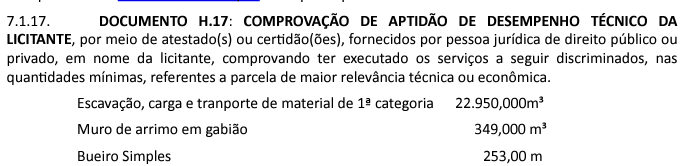 7.1.17. DOCUMENTO H.17: COMPROVAÇÃO DE APTIDÃO DE DESEMPENHO TÉCNICO DA
LICITANTE, por meio de atestado(s) ou certidão(ões), fornecidos por pessoa jurídica de direito público ou
privado, em nome da licitante, comprovando ter executado os serviços a seguir discriminados, nas
quantidades mínimas, referentes a parcela de maior relevância técnica ou econômica.
Escavação, carga e tranporte de material de 1ª categoria 22.950,000m³
Muro de arrimo em gabião 349,000 m³
Bueiro Simples 253,00 m